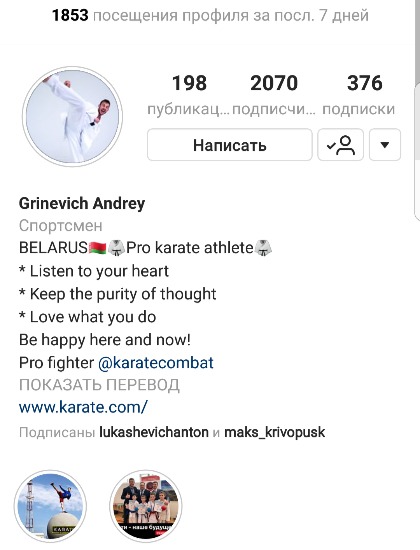 1853 посещения профиля за посл. 7 дней
198 2070 376
публикац... подписчи... подписки
Написать
Grinevich Andrey
Спортсмен
BELARUS🇧🇾🥋Pro karate athlete🥋
* Listen to your heart
* Keep the purity of thought
* Love what you do
Be happy here and now!
Pro fighter @karatecombat
ПОКАЗАТЬ ПЕРЕВОД
www.karate.com/
Подписаны lukashevichanton и maks_krivopusk
KARATE
ти - наше будуще